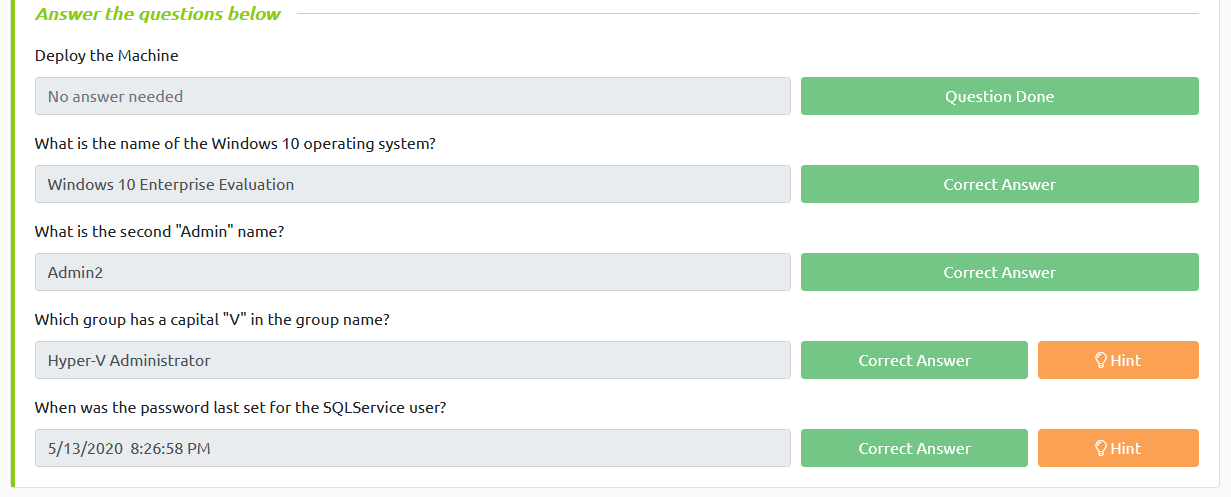 Answer the questions below
Deploy the Machine
No answer needed
Question Done
What is the name of the Windows 10 operating system?
Windows 10 Enterprise Evaluation
Correct Answer
What is the second "Admin" name?
Admin2
Correct Answer
Which group has a capital "V" in the group name?
Hyper-V Administrator
Correct Answer
Hint
When was the password last set for the SQLService user?
5/13/2020  8:26:58 PM
Correct Answer
Hint